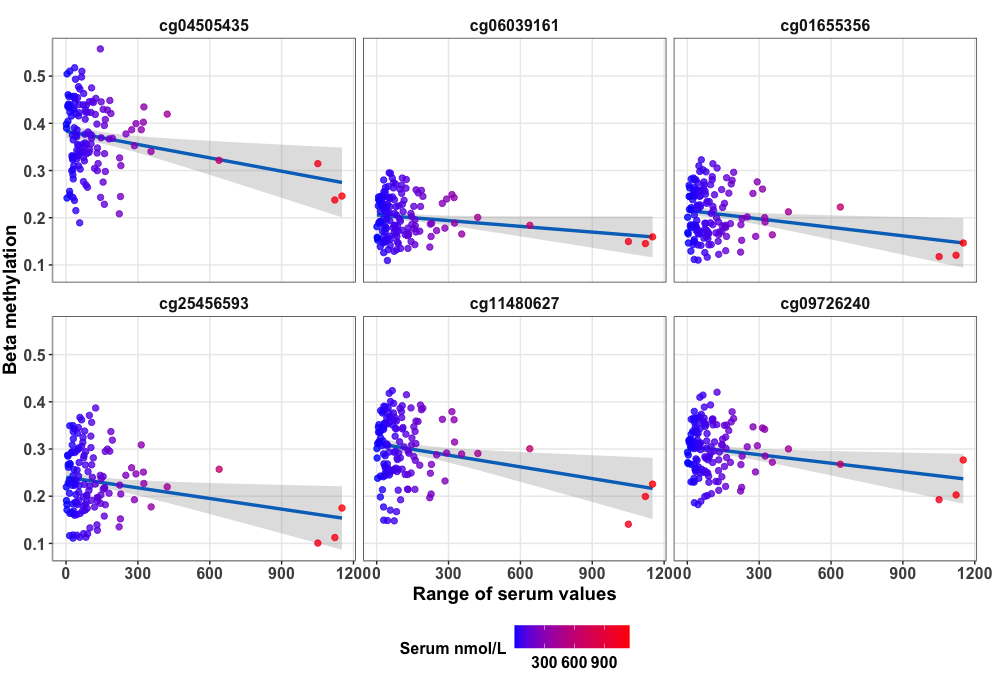 cg04505435 cg06039161 cg01655356
0.5
0.4
0.3
0.2
0.1
cg25456593 cg11480627 cg09726240
0.5
0.4
0.3
0.2
0.1
Beta methylation
0 300 600 900 1200 0 300 600 900 1200 0 300 600 900 1200
Range of serum values
Serum nmol/L
300 600 900